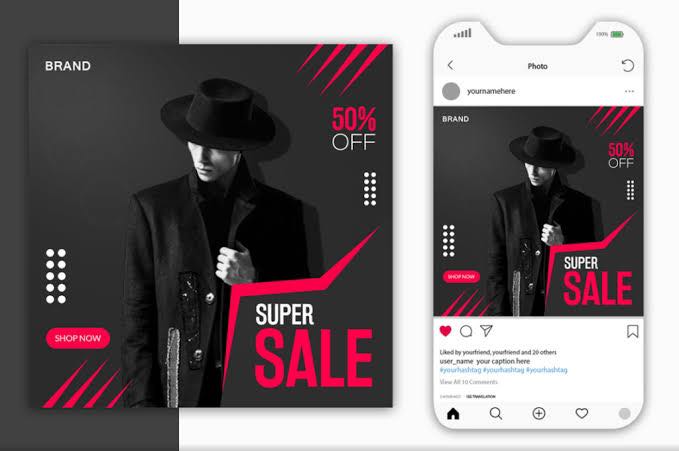 BRAND
50%
OFF
SHOP NOW
SUPER
SALE
100%
Photo
yournamehere
BRAND
50%
OFF
SHOP NOW
SUPER
SALE
Liked by yourfriend, yourfriend and 20 others
user_name your caption here
#yourhashtag #yourhashtag #yourhashtag
View All 10 Comments
SEE TRANSLATION